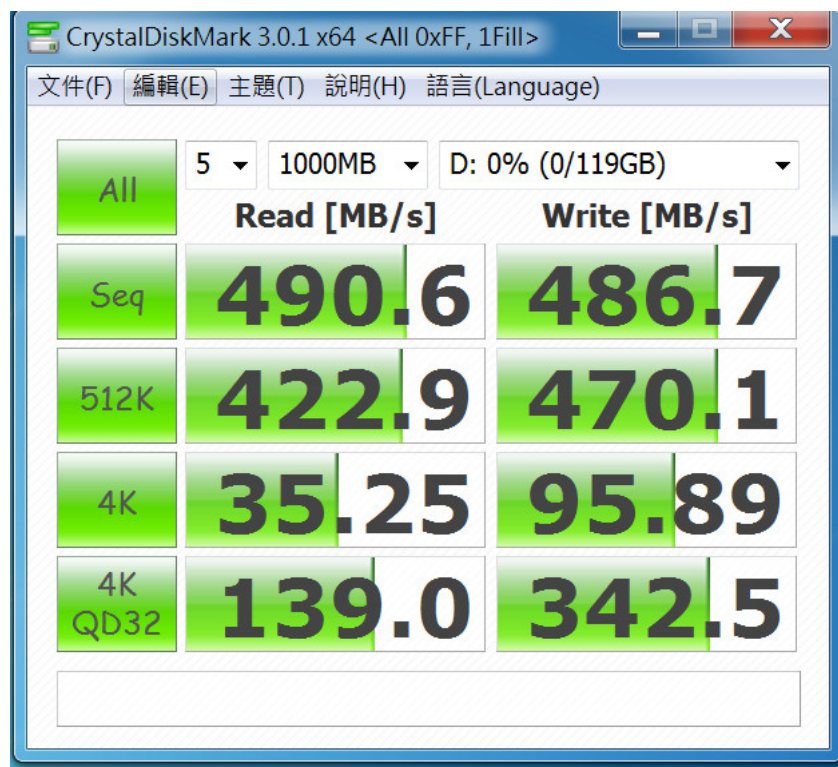 CrystalDiskMark 3.0.1 x64 <All 0xFF, 1Fill>
文件(F) 編輯(E) 主題(T) 說明(H) 語言(Language)
All 5 1000MB D: 0% (0/119GB)
Read [MB/s] Write [MB/s]
Seq 490.6 486.7
512K 422.9 470.1
4K 35.25 95.89
4K
QD32 139.0 342.5